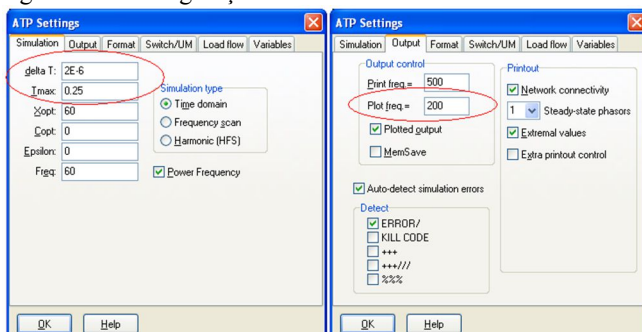 ATP Settings
Simulation Output Format Switch/UM Load flow Variables
delta T: 2E-6
Tmax: 0.25
Xopt: 60
Copt: 0
Epsilon: 0
Freq: 60
Simulation type
Time domain
Frequency scan
Harmonic (HFS)
Power Frequency
OK Help
ATP Settings
Simulation Output Format Switch/UM Load flow Variables
Output control
Print freq.= 500
Plot freq.= 200
Plotted output
MemSave
Auto-detect simulation errors
Detect
ERROR/
KILL CODE
+++
+++///
%%%
Printout
Network connectivity
1 Steady-state phasors
Extremal values
Extra printout control
OK Help